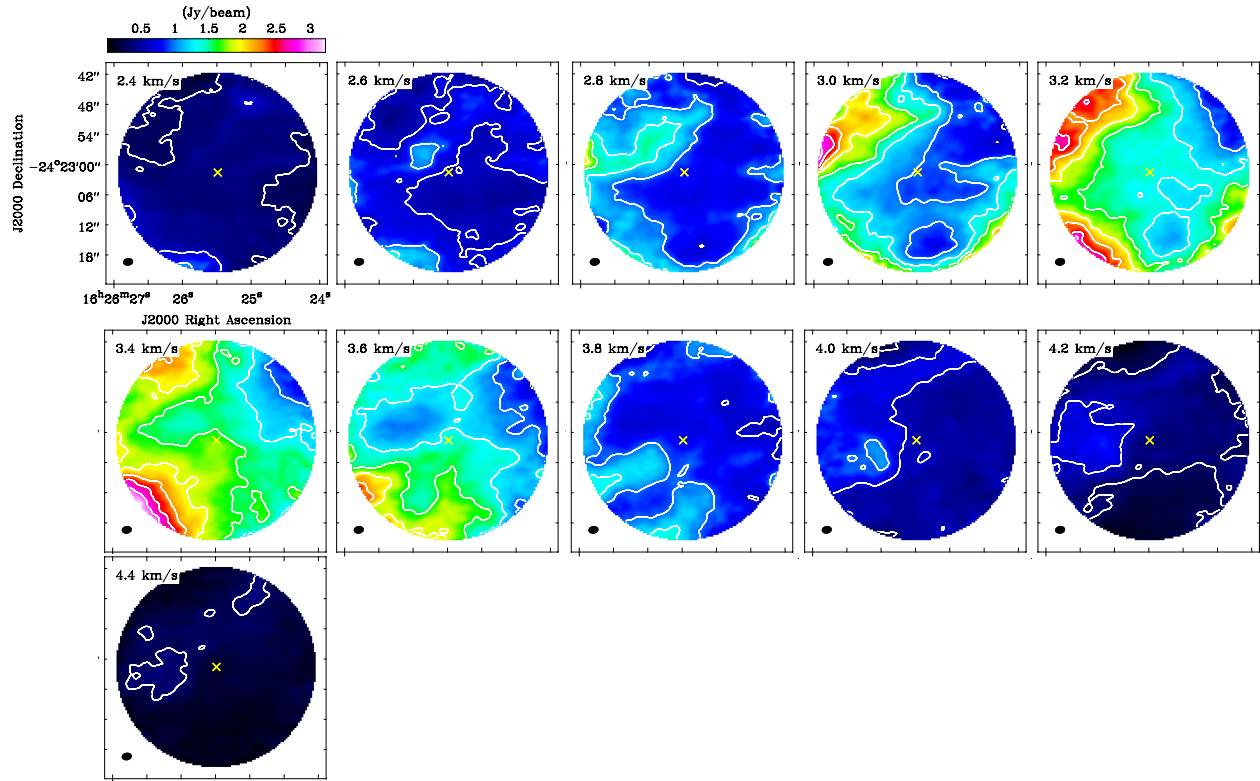 (Jy/beam)
0.5 1 1.5 2 2.5 3
2.4 km/s
2.6 km/s
2.8 km/s
3.0 km/s
3.2 km/s
42″
48″
54″
−24°23′00″
06″
12″
18″
J2000 Declination
16ʰ26ᵐ27ˢ 26ˢ 25ˢ 24ˢ
J2000 Right Ascension
3.4 km/s
3.6 km/s
3.8 km/s
4.0 km/s
4.2 km/s
4.4 km/s